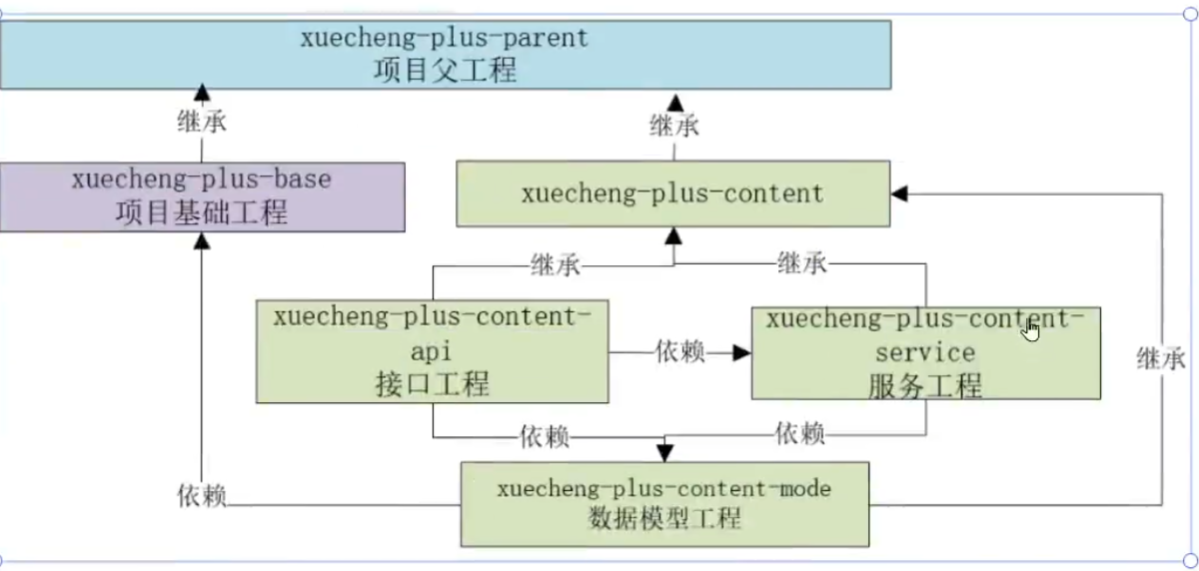 xuecheng-plus-parent
项目父工程
继承
继承
xuecheng-plus-base
项目基础工程
xuecheng-plus-content
继承
继承
xuecheng-plus-content-
api
接口工程
依赖
xuecheng-plus-content-
service
服务工程
继承
依赖
依赖
xuecheng-plus-content-mode
数据模型工程
依赖